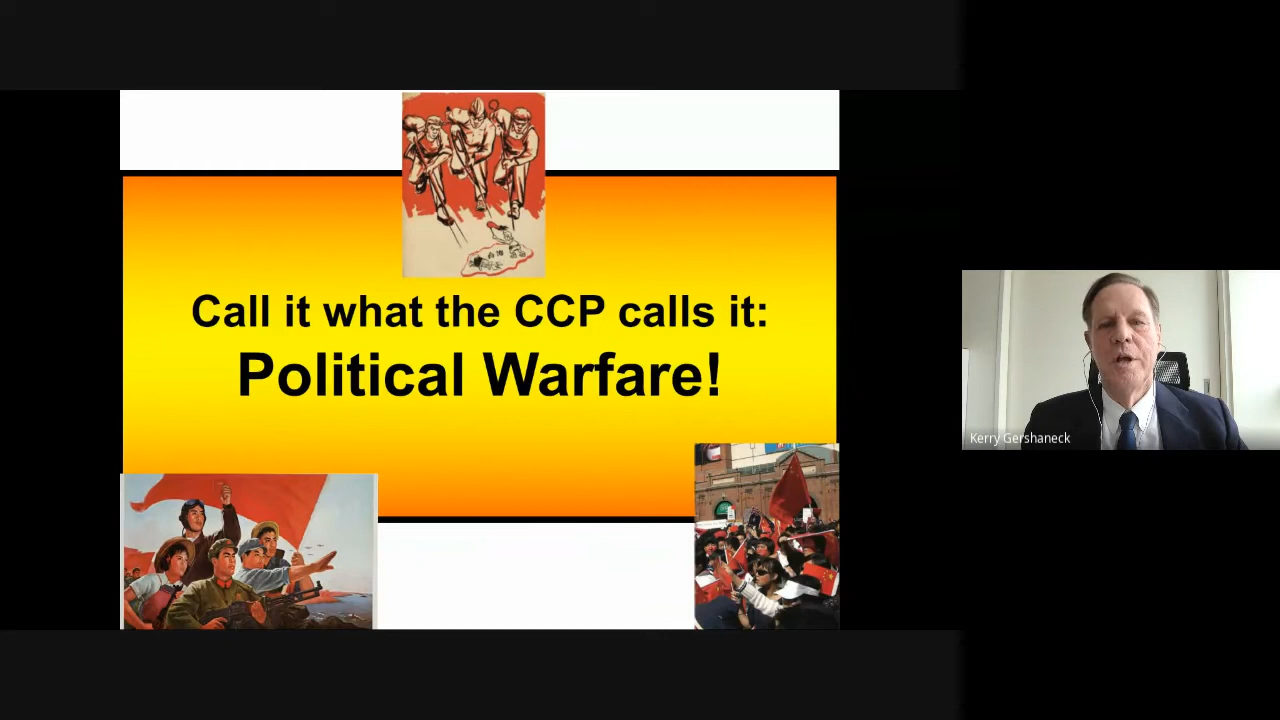 Call it what the CCP calls it:
Political Warfare!
Kerry Gershaneck